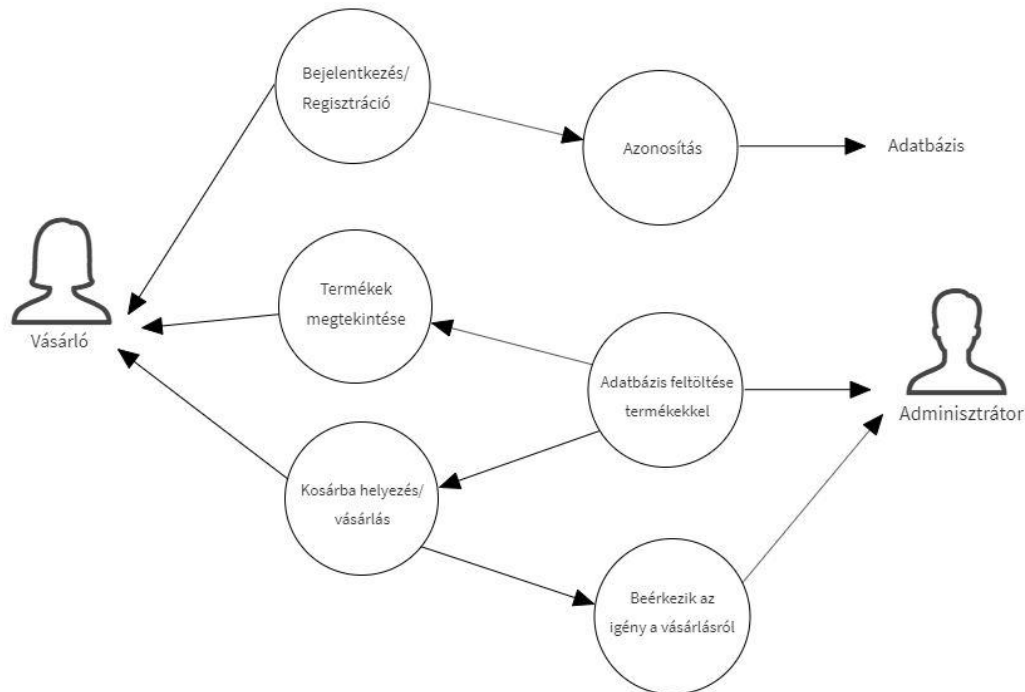 Bejelentkezés/
Regisztráció
Azonosítás
Adatbázis
Vásárló
Termékek
megtekintése
Adatbázis feltöltése
termékekkel
Adminisztrátor
Kosárba helyezés/
vásárlás
Beérkezik az
igény a vásárlásról